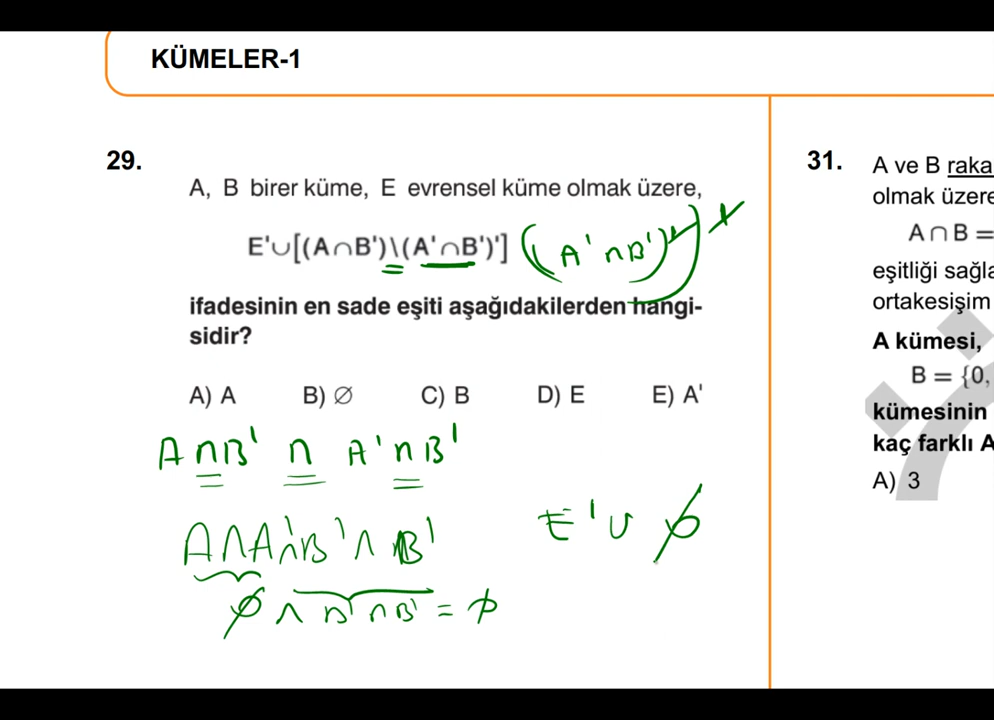 KÜMELER-1
29.
A, B birer küme, E evrensel küme olmak üzere,
E'∪[(A∩B')\(A'∩B')'] ((A'∩B')')'
ifadesinin en sade eşiti aşağıdakilerden hangi-
sidir?
A) A B) ∅ C) B D) E E) A'
A∩B' ∩ A'∩B'
A∩A'∩B'∩B'
∅ ∩ B'∩B' = ∅
E'∪ ∅
31. A ve B raka
olmak üzere
A∩B =
eşitliği sağla
ortakesişim
A kümesi,
B = {0,
kümesinin
kaç farklı A
A) 3